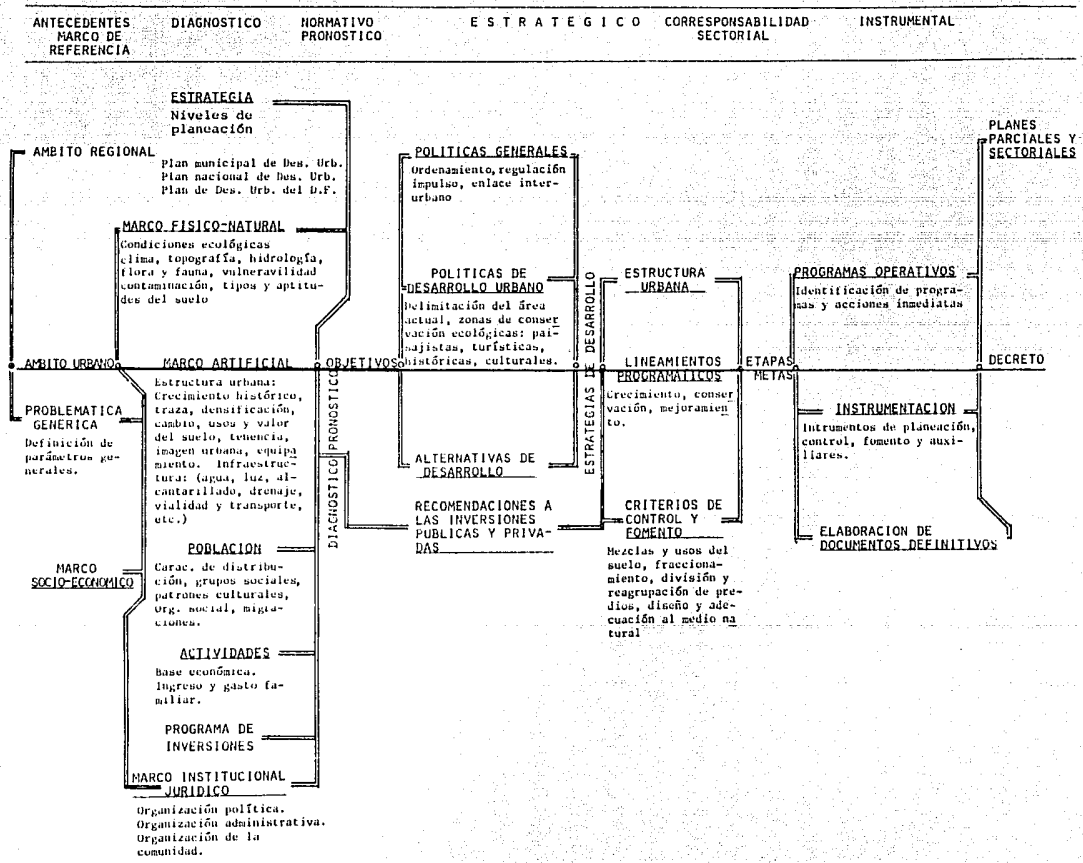 ANTECEDENTES
MARCO DE
REFERENCIA
DIAGNOSTICO
NORMATIVO
PRONOSTICO
E S T R A T E G I C O
CORRESPONSABILIDAD
SECTORIAL
INSTRUMENTAL
ESTRATEGIA
Niveles de
planeación
AMBITO REGIONAL
Plan municipal de Des. Urb.
Plan nacional de Des. Urb.
Plan de Des. Urb. del D.F.
MARCO FISICO-NATURAL
Condiciones ecológicas
clima, topografía, hidrología,
flora y fauna, vulneravilidad
contaminación, tipos y aptitu-
des del suelo
AMBITO URBANO
MARCO ARTIFICIAL
Estructura urbana:
Crecimiento histórico,
traza, densificación,
cambio, usos y valor
del suelo, tenencia,
imagen urbana, equipa
miento. Infraestruc-
tura: (agua, luz, al-
cantarillado, drenaje,
vialidad y transporte,
etc.)
PROBLEMATICA
GENERICA
Definición de
parámetros ge-
nerales.
POBLACION
Carac. de distribu-
ción, grupos sociales,
patrones culturales,
Org. social, migra-
ciones.
MARCO
SOCIO-ECONOMICO
ACTIVIDADES
Base económica.
Ingreso y gasto fa-
miliar.
PROGRAMA DE
INVERSIONES
MARCO INSTITUCIONAL
JURIDICO
Organización política.
Organización administrativa.
Organización de la
comunidad.
OBJETIVOS
DIAGNOSTICO PRONOSTICO
POLITICAS GENERALES
Ordenamiento, regulación
impulso, enlace inter-
urbano
POLITICAS DE
DESARROLLO URBANO
Delimitación del área
actual, zonas de conser
vación ecológicas: pai-
sajistas, turísticas,
históricas, culturales.
ALTERNATIVAS DE
DESARROLLO
RECOMENDACIONES A
LAS INVERSIONES
PUBLICAS Y PRIVA-
DAS
ESTRATEGIAS DE DESARROLLO
ESTRUCTURA
URBANA
LINEAMIENTOS
PROGRAMATICOS
Crecimiento, conser
vación, mejoramien
to.
CRITERIOS DE
CONTROL Y
FOMENTO
Mezclas y usos del
suelo, fracciona-
miento, división y
reagrupación de pre-
dios, diseño y ade-
cuación al medio na
tural
ETAPAS
METAS
PROGRAMAS OPERATIVOS
Identificación de progra-
mas y acciones inmediatas
INSTRUMENTACION
Intrumentos de planeación,
control, fomento y auxi-
liares.
ELABORACION DE
DOCUMENTOS DEFINITIVOS
PLANES
PARCIALES Y
SECTORIALES
DECRETO